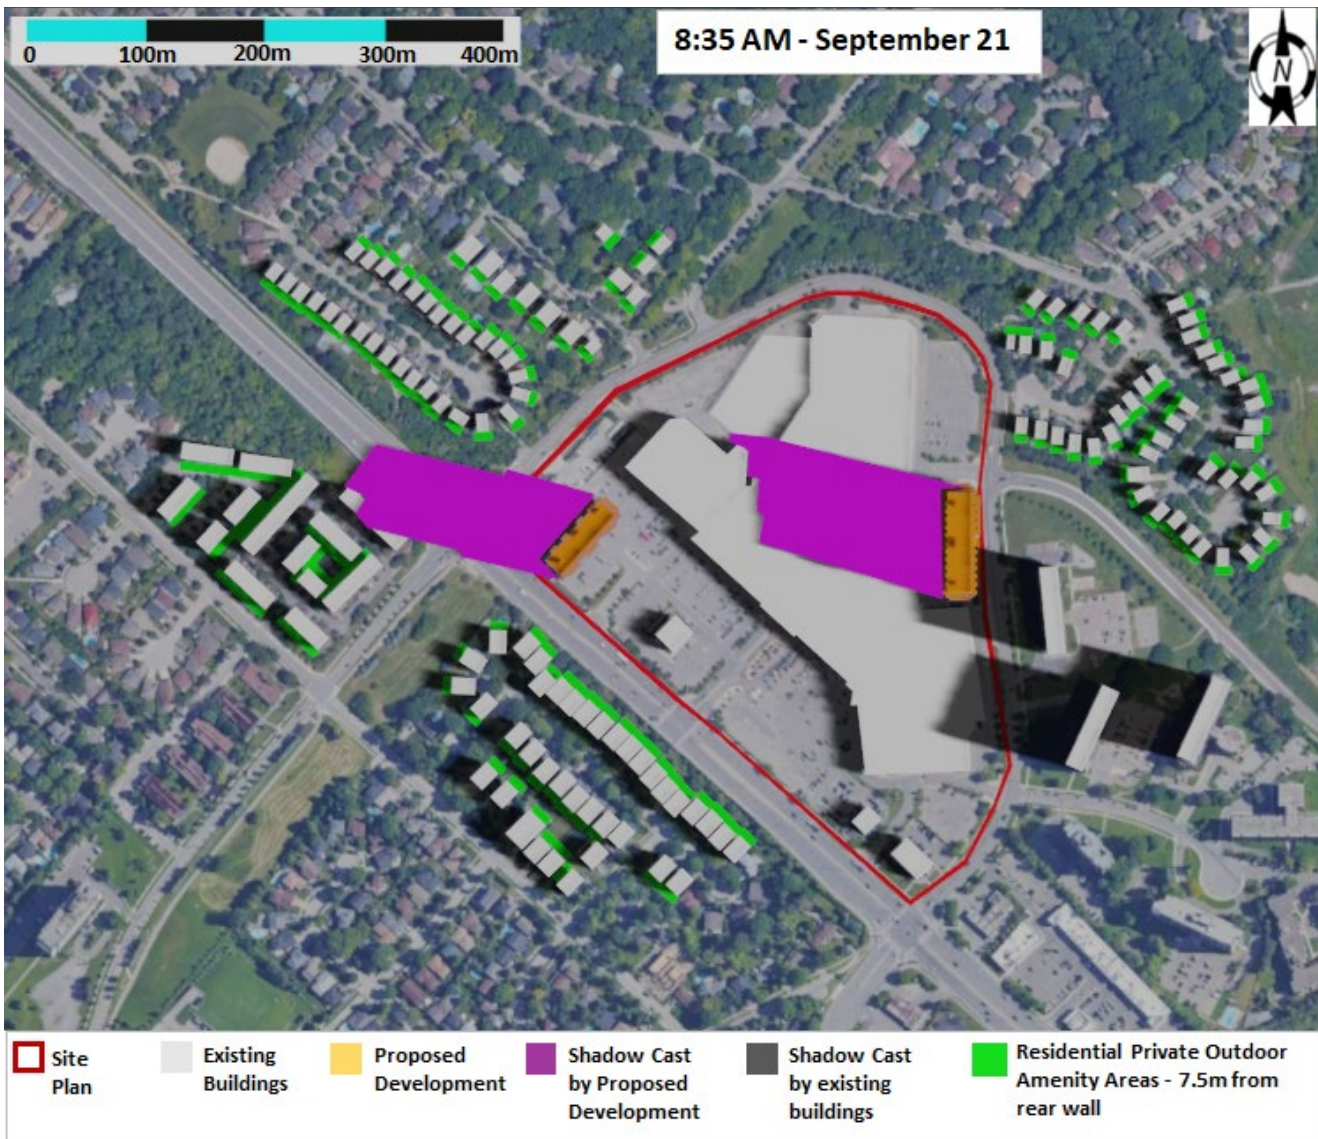 0 100m 200m 300m 400m
8:35 AM - September 21
N
Site
Plan
Existing
Buildings
Proposed
Development
Shadow Cast
by Proposed
Development
Shadow Cast
by existing
buildings
Residential Private Outdoor
Amenity Areas - 7.5m from
rear wall